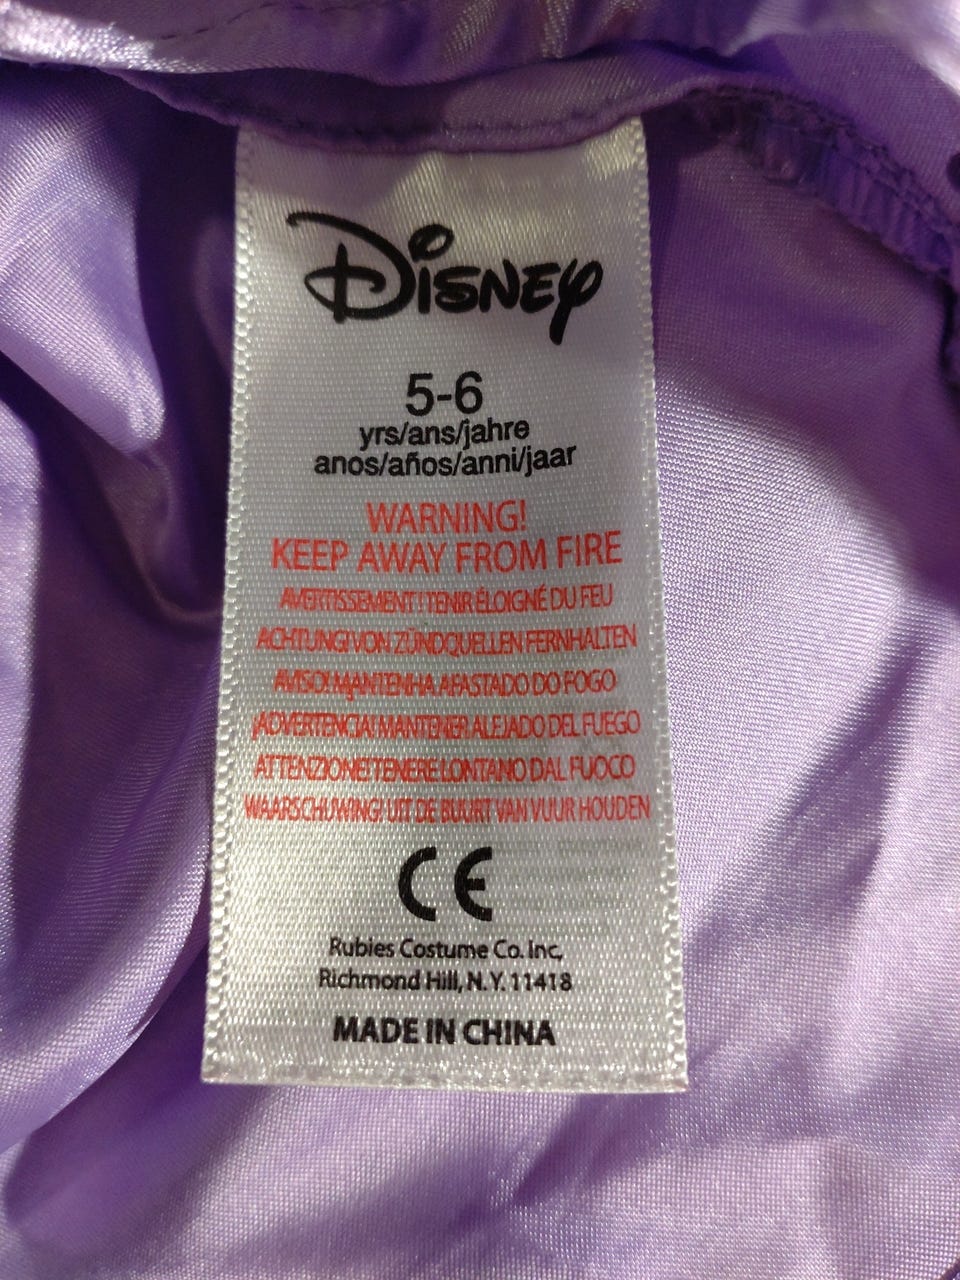 Disney
5-6
yrs/ans/jahre
anos/años/anni/jaar
WARNING!
KEEP AWAY FROM FIRE
AVERTISSEMENT! TENIR ÉLOIGNÉ DU FEU
ACHTUNG! VON ZÜNDQUELLEN FERNHALTEN
AVISO! MANTENHA AFASTADO DO FOGO
¡ADVERTENCIA! MANTENER ALEJADO DEL FUEGO
ATTENZIONE TENERE LONTANO DAL FUOCO
WAARSCHUWING! UIT DE BUURT VAN VUUR HOUDEN
CE
Rubies Costume Co. Inc,
Richmond Hill, N.Y. 11418
MADE IN CHINA